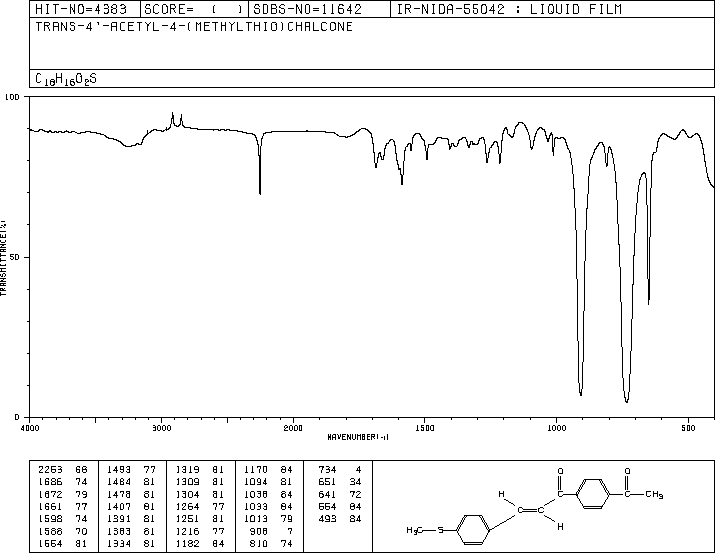 HIT-NO=4383 SCORE= ( ) SDBS-NO=11642 IR-NIDA-55042 : LIQUID FILM
TRANS-4'-ACETYL-4-(METHYLTHIO)CHALCONE
C18H16O2S
100
50
0
TRANSMITTANCE(%)
4000 3000 2000 1500 1000 500
WAVENUMBER(-1)
2253 66 1493 77 1319 81 1170 84 734 4
1686 74 1464 81 1309 81 1094 81 651 34
1672 79 1478 81 1304 81 1038 84 641 72
1661 77 1407 81 1264 77 1033 84 554 84
1598 74 1391 81 1251 81 1013 79 493 84
1588 70 1383 81 1216 77 908 7
1554 81 1334 81 1182 84 810 74
O O
H
CH3
H
H3C S